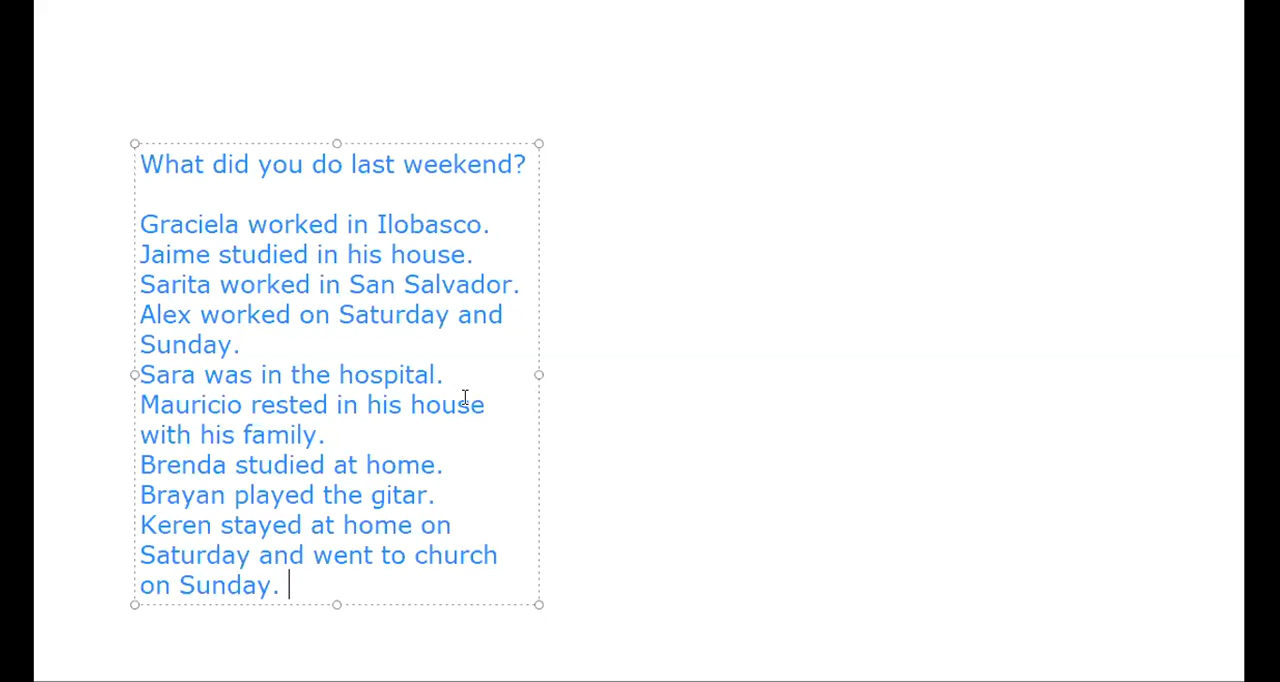 What did you do last weekend?
Graciela worked in Ilobasco.
Jaime studied in his house.
Sarita worked in San Salvador.
Alex worked on Saturday and
Sunday.
Sara was in the hospital.
Mauricio rested in his house
with his family.
Brenda studied at home.
Brayan played the gitar.
Keren stayed at home on
Saturday and went to church
on Sunday.